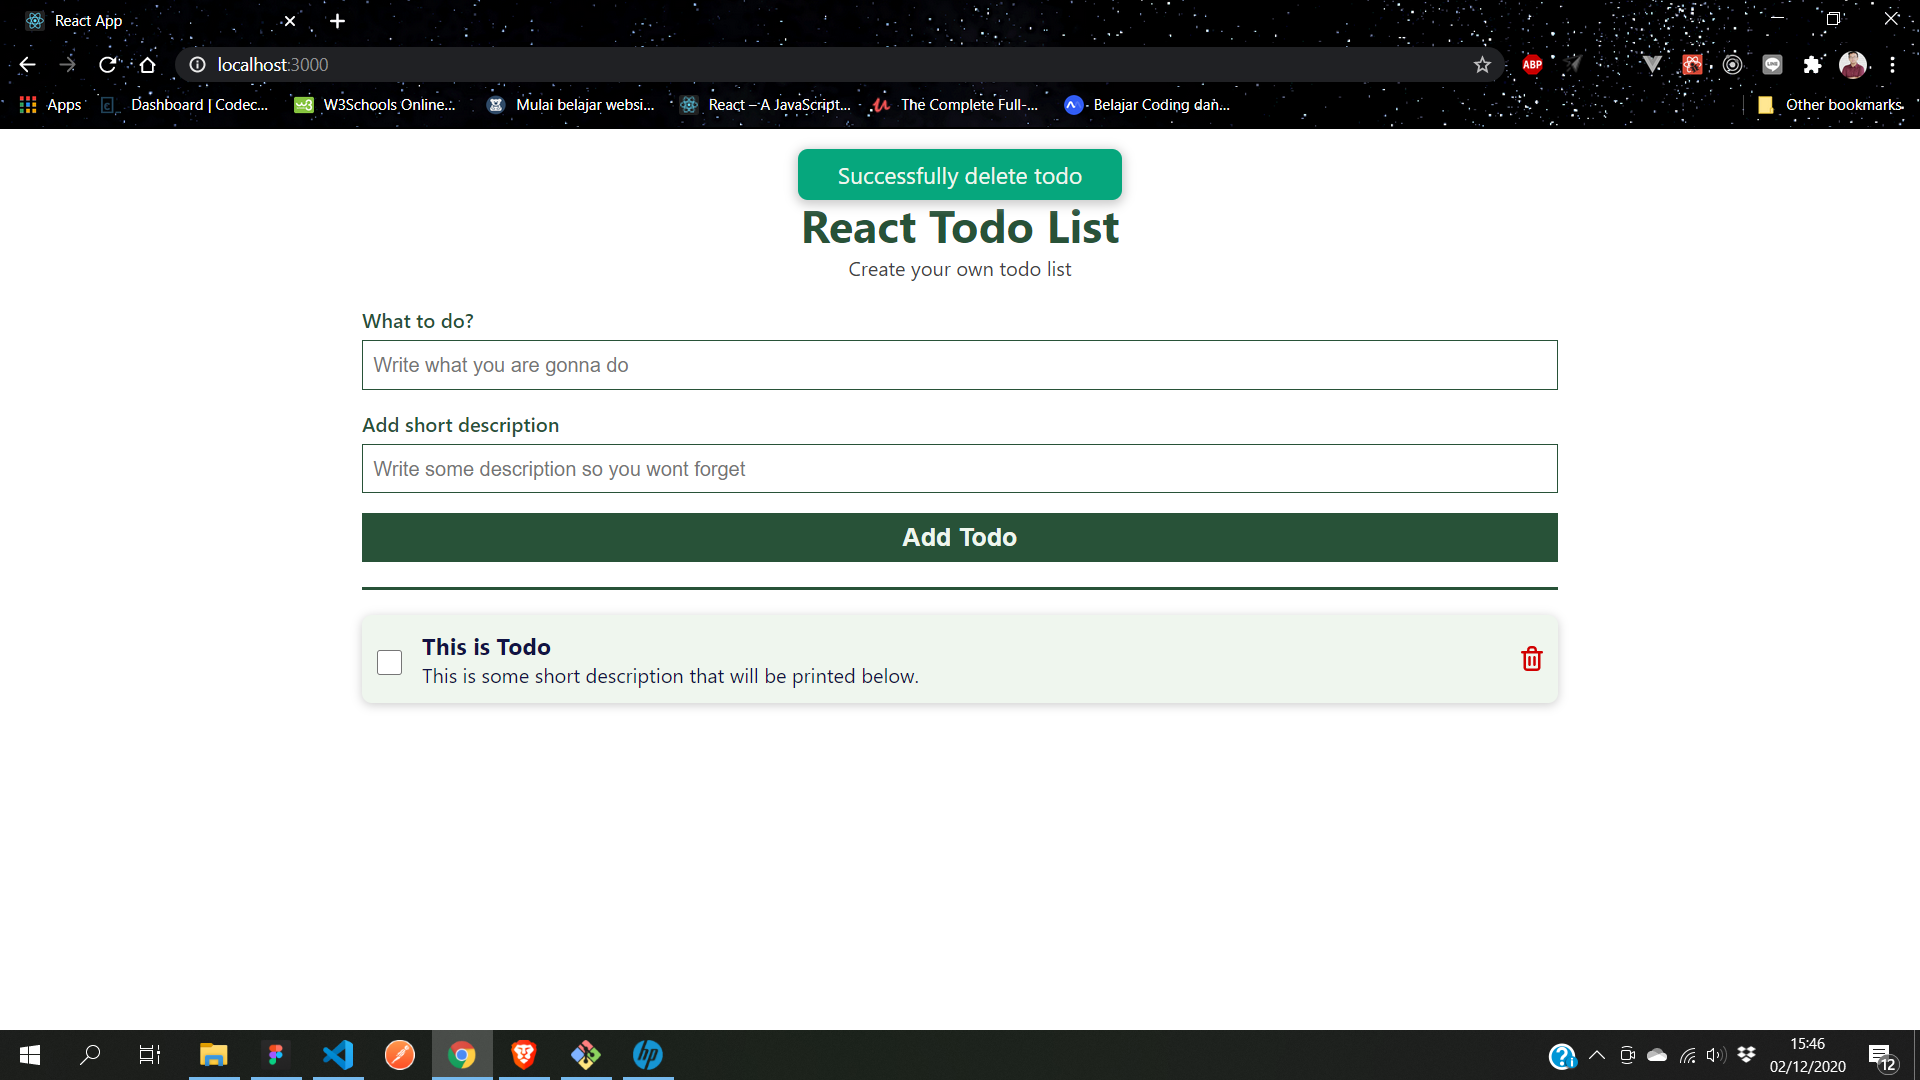 React App
localhost:3000
ABP
Apps
Dashboard | Codec...
W3Schools Online...
Mulai belajar websi...
React – A JavaScript...
The Complete Full-...
Belajar Coding dan...
Other bookmarks
Successfully delete todo
React Todo List
Create your own todo list
What to do?
Write what you are gonna do
Add short description
Write some description so you wont forget
Add Todo
This is Todo
This is some short description that will be printed below.
15:46
02/12/2020
12